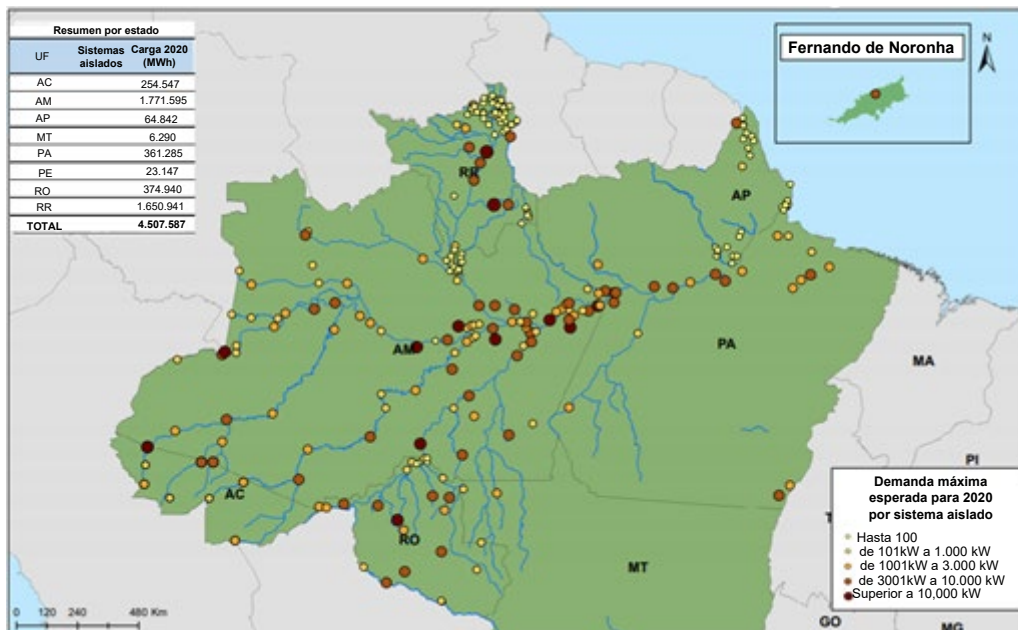 Resumen por estado
UF Sistemas aislados Carga 2020 (MWh)
AC 254.547
AM 1.771.595
AP 64.842
MT 6.290
PA 361.285
PE 23.147
RO 374.940
RR 1.650.941
TOTAL 4.507.587
Fernando de Noronha
N
RR
AP
AM
PA
MA
PI
AC
RO
MT
T
GO
MG
Demanda máxima
esperada para 2020
por sistema aislado
Hasta 100
de 101kW a 1.000 kW
de 1001kW a 3.000 kW
de 3001kW a 10.000 kW
Superior a 10,000 kW
0 120 240 480 Km